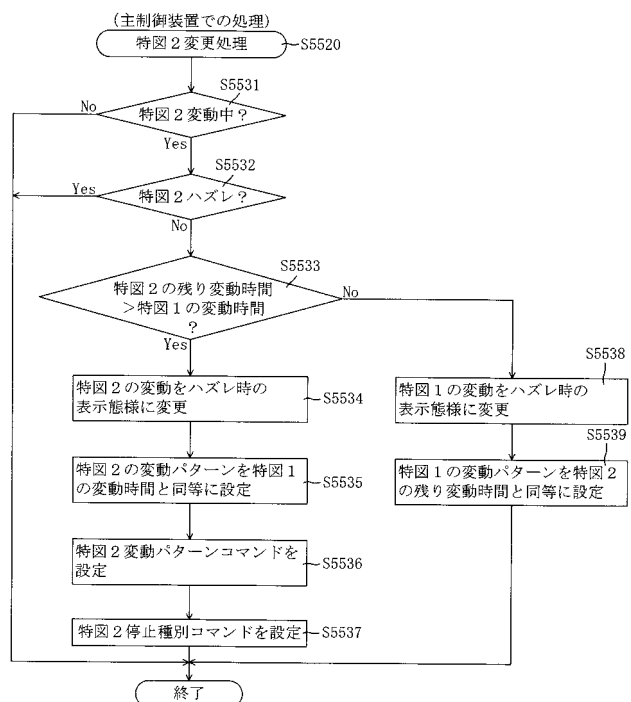 (主制御装置での処理)
特図2変更処理
S5520
S5531
No
特図2変動中?
Yes
S5532
Yes
特図2ハズレ?
No
S5533
特図2の残り変動時間
>特図1の変動時間
?
No
Yes
特図2の変動をハズレ時の
表示態様に変更
S5534
S5538
特図1の変動をハズレ時の
表示態様に変更
特図2の変動パターンを特図1
の変動時間と同等に設定
S5535
S5539
特図1の変動パターンを特図2
の残り変動時間と同等に設定
特図2変動パターンコマンドを
設定
S5536
特図2停止種別コマンドを設定
S5537
終了